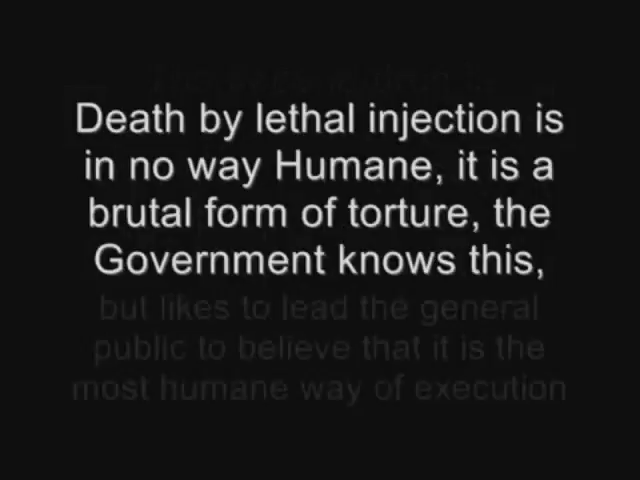 Death by lethal injection is
in no way Humane, it is a
brutal form of torture, the
Government knows this,
but likes to lead the general
public to believe that it is the
most humane way of execution